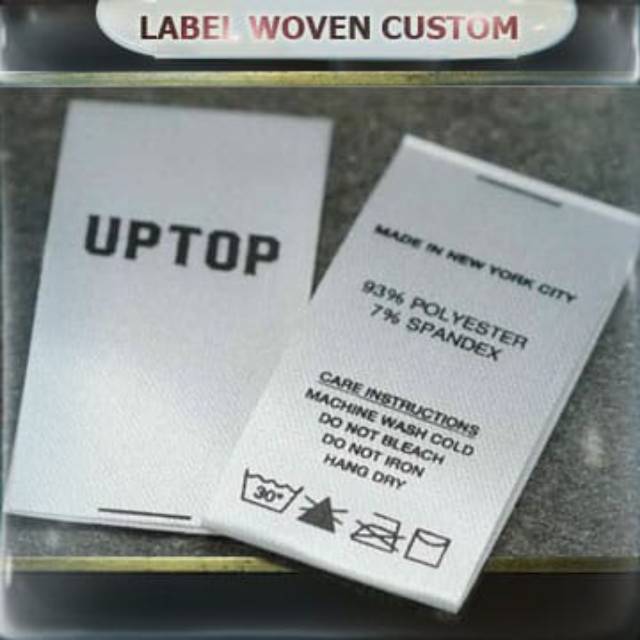 LABEL WOVEN CUSTOM
UPTOP
MADE IN NEW YORK CITY
93% POLYESTER
7% SPANDEX
CARE INSTRUCTIONS
MACHINE WASH COLD
DO NOT BLEACH
DO NOT IRON
HANG DRY
30°